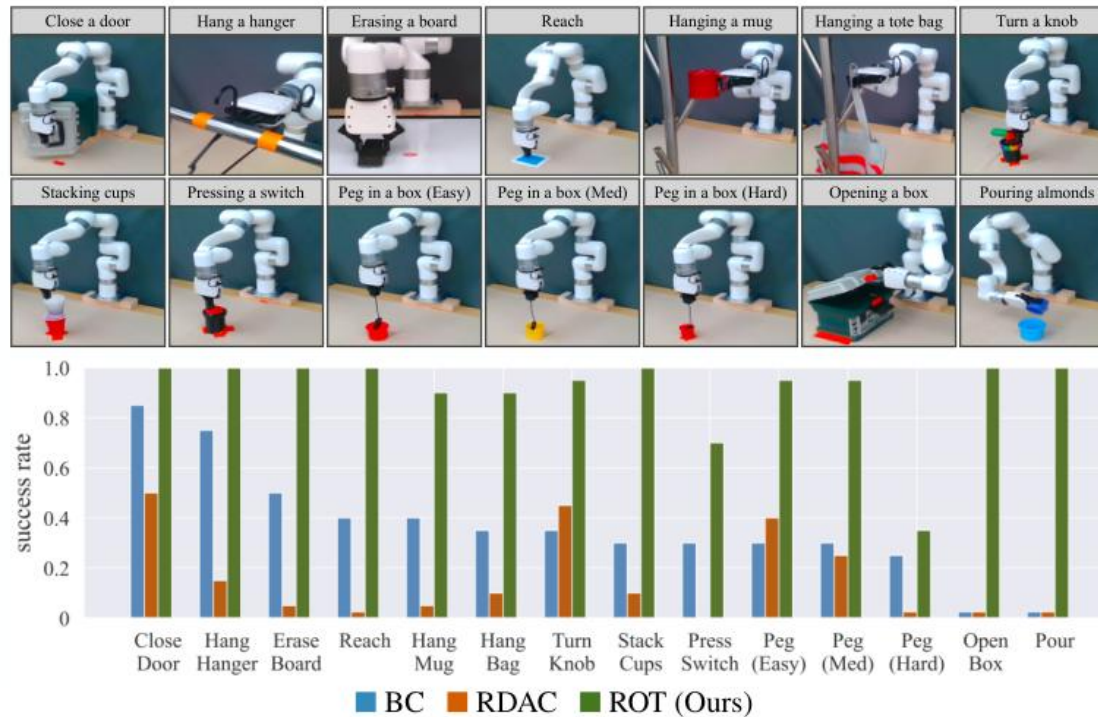 Close a door
Hang a hanger
Erasing a board
Reach
Hanging a mug
Hanging a tote bag
Turn a knob
Stacking cups
Pressing a switch
Peg in a box (Easy)
Peg in a box (Med)
Peg in a box (Hard)
Opening a box
Pouring almonds
success rate
1.0
0.8
0.6
0.4
0.2
0
Close
Door
Hang
Hanger
Erase
Board
Reach
Hang
Mug
Hang
Bag
Turn
Knob
Stack
Cups
Press
Switch
Peg
(Easy)
Peg
(Med)
Peg
(Hard)
Open
Box
Pour
BC
RDAC
ROT (Ours)